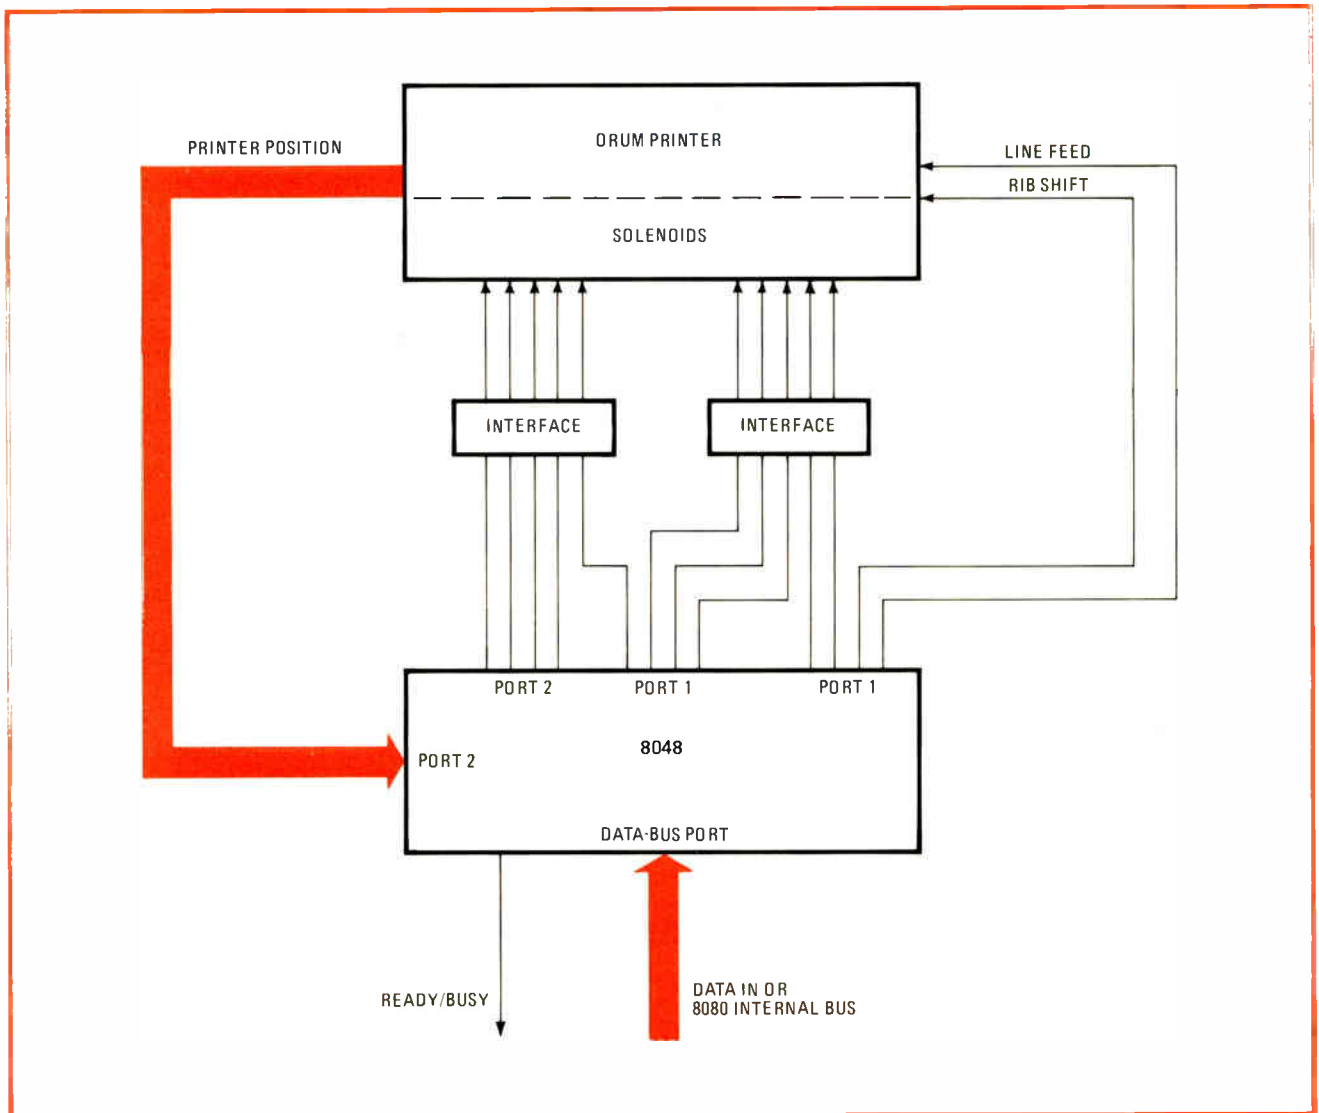 DRUM PRINTER
PRINTER POSITION
LINE FEED
RIB SHIFT
SOLENOIDS
INTERFACE
INTERFACE
PORT 2
PORT 1
PORT 1
8048
PORT 2
DATA-BUS PORT
READY/BUSY
DATA IN OR
8080 INTERNAL BUS